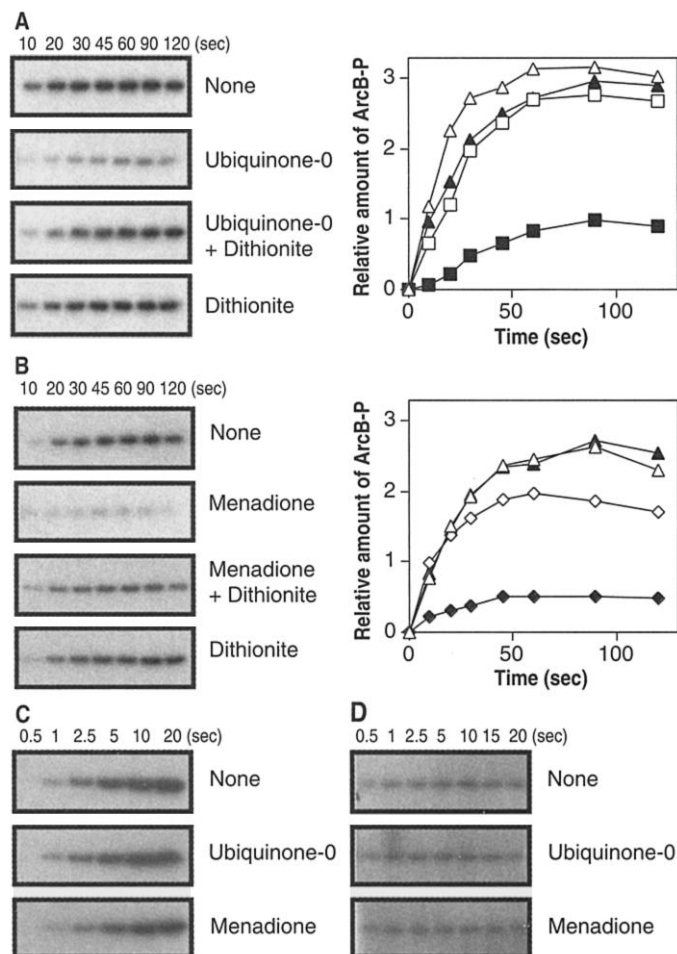 A
10 20 30 45 60 90 120 (sec)
None
Ubiquinone-0
Ubiquinone-0
+ Dithionite
Dithionite
Relative amount of ArcB-P
3
2
1
0
0 50 100
Time (sec)
B
10 20 30 45 60 90 120 (sec)
None
Menadione
Menadione
+ Dithionite
Dithionite
Relative amount of ArcB-P
3
2
1
0
0 50 100
Time (sec)
C
0.5 1 2.5 5 10 20 (sec)
None
Ubiquinone-0
Menadione
D
0.5 1 2.5 5 10 15 20 (sec)
None
Ubiquinone-0
Menadione